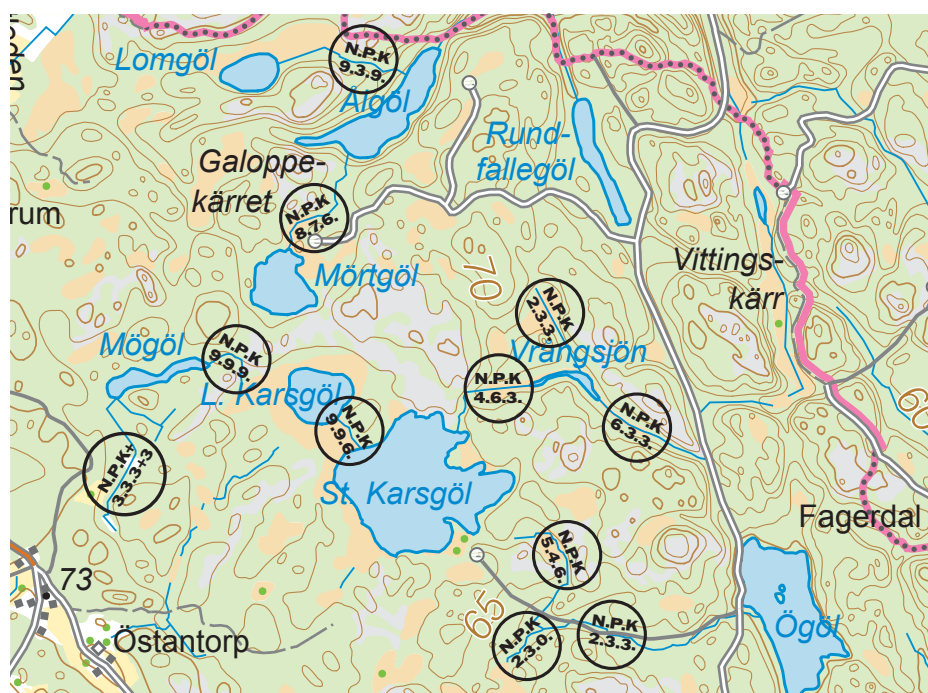 Lomgöl
N.P.K
9.3.9.
Älgöl
Rund-
fallegöl
Galoppe-
kärret
N.P.K
8.7.6.
rum
Mörtgöl
Vittings-
kärr
70
N.P.K
2.3.3.
Mögöl
N.P.K
9.9.9.
Vrångsjön
L. Karsgöl
N.P.K
4.6.3.
N.P.K
9.9.6.
N.P.K
6.3.3.
60
N.P.K+
3.3.3+3
St. Karsgöl
Fagerdal
N.P.K
5.4.6.
73
65
Östantorp
N.P.K
2.3.0.
N.P.K
2.3.3.
Ögöl